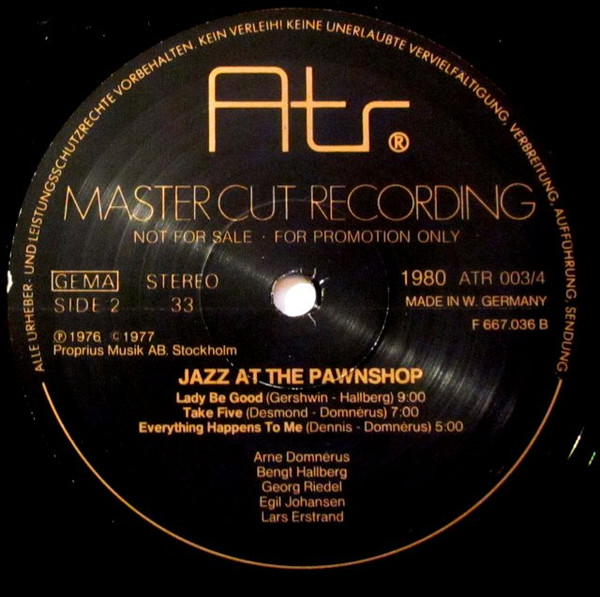 ALLE URHEBER- UND LEISTUNGSSCHUTZRECHTE VORBEHALTEN. KEIN VERLEIH! KEINE UNERLAUBTE VERVIELFÄLTIGUNG, VERBREITUNG, AUFFÜHRUNG, SENDUNG
Atr®
MASTER CUT RECORDING
NOT FOR SALE · FOR PROMOTION ONLY
GEMA STEREO 1980 ATR 003/4
SIDE 2 33 MADE IN W. GERMANY
F 667.036 B
℗ 1976 © 1977
Proprius Musik AB. Stockholm
JAZZ AT THE PAWNSHOP
Lady Be Good (Gershwin - Hallberg) 9:00
Take Five (Desmond - Domnérus) 7:00
Everything Happens To Me (Dennis - Domnérus) 5:00
Arne Domnérus
Bengt Hallberg
Georg Riedel
Egil Johansen
Lars Erstrand